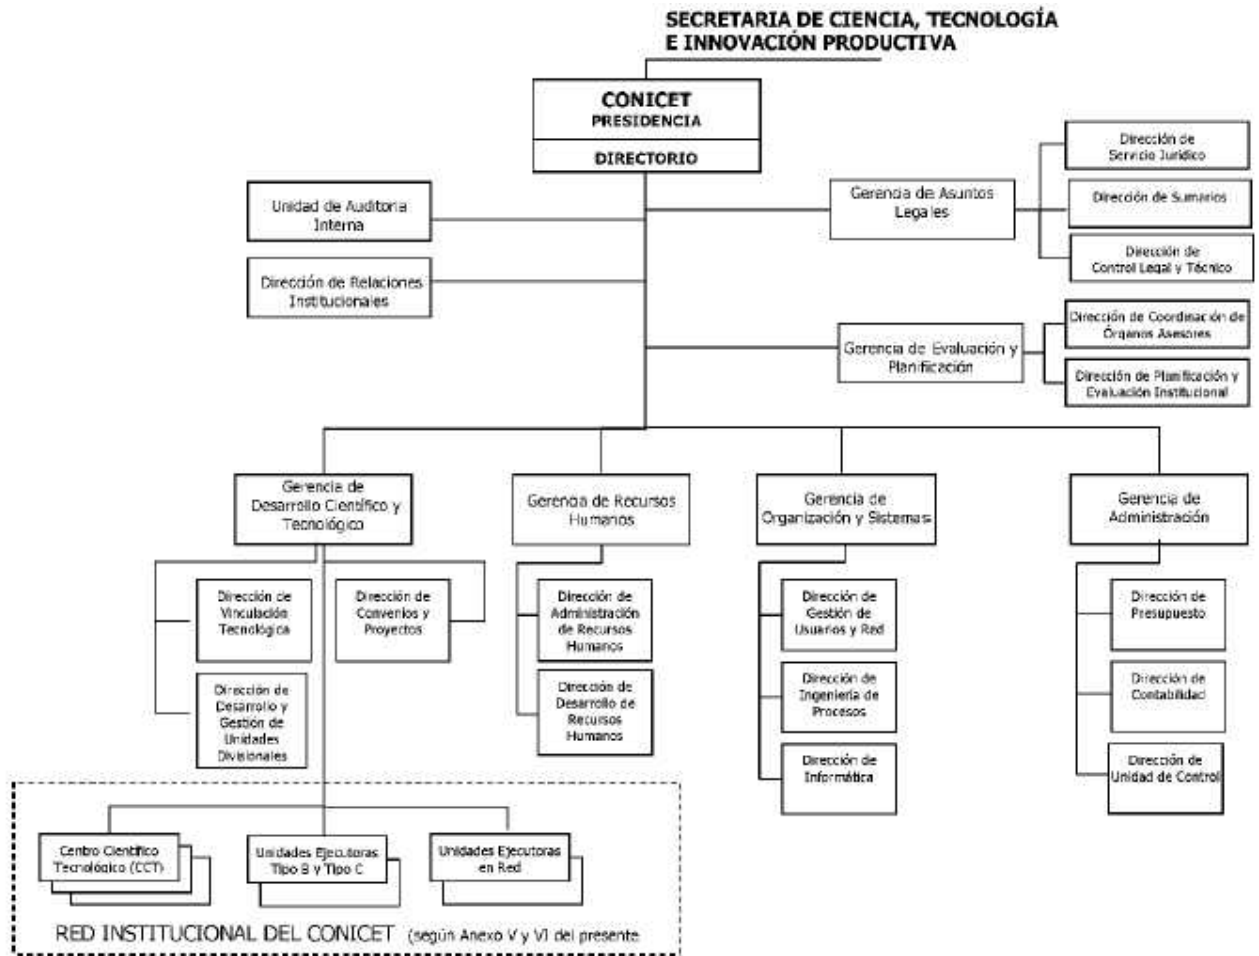 SECRETARIA DE CIENCIA, TECNOLOGÍA
E INNOVACIÓN PRODUCTIVA
CONICET
PRESIDENCIA
DIRECTORIO
Unidad de Auditoria
Interna
Dirección de Relaciones
Institucionales
Gerencia de Asuntos
Legales
Dirección de
Servicio Jurídico
Dirección de Sumarios
Dirección de
Control Legal y Técnico
Gerencia de Evaluación y
Planificación
Dirección de Coordinación de
Órganos Asesores
Dirección de Planificación y
Evaluación Institucional
Gerencia de
Desarrollo Científico y
Tecnológico
Gerencia de Recursos
Humanos
Gerencia de
Organización y Sistemas
Gerencia de
Administración
Dirección de
Vinculación
Tecnológica
Dirección de
Convenios y
Proyectos
Dirección de
Desarrollo y
Gestión de
Unidades
Divisionales
Dirección de
Administración
de Recursos
Humanos
Dirección de
Desarrollo de
Recursos
Humanos
Dirección de
Gestión de
Usuarios y Red
Dirección de
Ingeniería de
Procesos
Dirección de
Informática
Dirección de
Presupuesto
Dirección de
Contabilidad
Dirección de
Unidad de Control
Centro Científico
Tecnológico (CCT)
Unidades Ejecutoras
Tipo B y Tipo C
Unidades Ejecutoras
en Red
RED INSTITUCIONAL DEL CONICET (según Anexo V y VI del presente